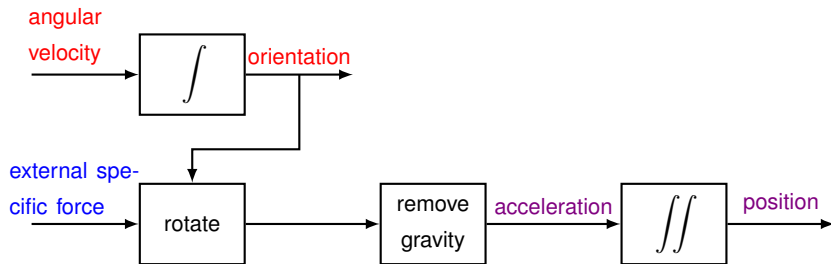 angular
velocity
∫
orientation
external spe-
cific force
rotate
remove
gravity
acceleration
∬
position